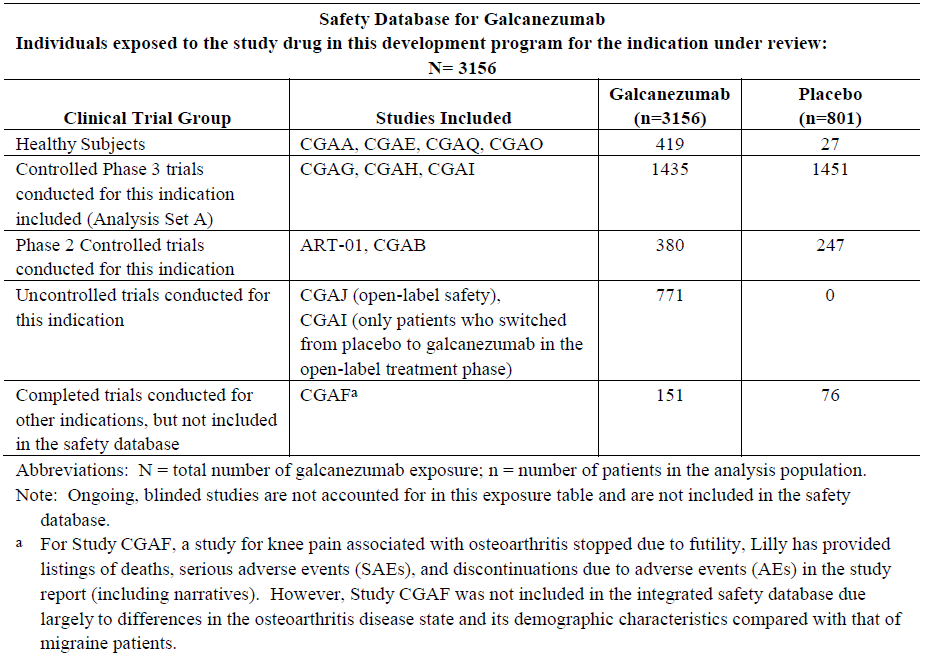 Safety Database for Galcanezumab
Individuals exposed to the study drug in this development program for the indication under review:
N= 3156
Clinical Trial Group
Studies Included
Galcanezumab
(n=3156)
Placebo
(n=801)
Healthy Subjects
CGAA, CGAE, CGAQ, CGAO
419
27
Controlled Phase 3 trials
conducted for this indication
included (Analysis Set A)
CGAG, CGAH, CGAI
1435
1451
Phase 2 Controlled trials
conducted for this indication
ART-01, CGAB
380
247
Uncontrolled trials conducted for
this indication
CGAJ (open-label safety),
CGAI (only patients who switched
from placebo to galcanezumab in the
open-label treatment phase)
771
0
Completed trials conducted for
other indications, but not included
in the safety database
CGAFa
151
76
Abbreviations: N = total number of galcanezumab exposure; n = number of patients in the analysis population.
Note: Ongoing, blinded studies are not accounted for in this exposure table and are not included in the safety
database.
a For Study CGAF, a study for knee pain associated with osteoarthritis stopped due to futility, Lilly has provided
listings of deaths, serious adverse events (SAEs), and discontinuations due to adverse events (AEs) in the study
report (including narratives). However, Study CGAF was not included in the integrated safety database due
largely to differences in the osteoarthritis disease state and its demographic characteristics compared with that of
migraine patients.